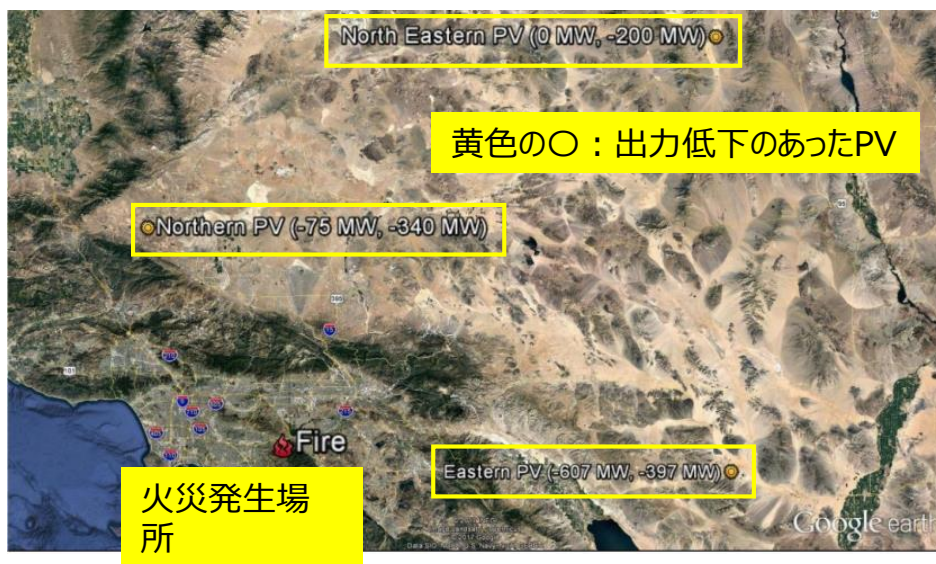 North Eastern PV (0 MW, -200 MW)
黄色の〇：出力低下のあったPV
Northern PV (-75 MW, -340 MW)
Fire
Eastern PV (-607 MW, -397 MW)
火災発生場
所
Google earth